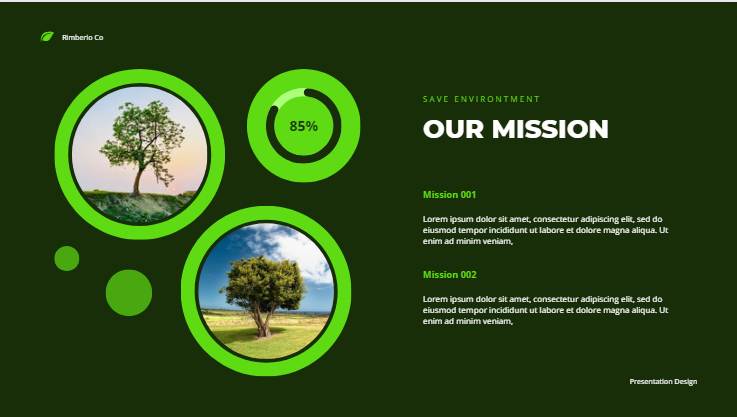 Rimberio Co
85%
SAVE ENVIRONTMENT
OUR MISSION
Mission 001
Lorem ipsum dolor sit amet, consectetur adipiscing elit, sed do
eiusmod tempor incididunt ut labore et dolore magna aliqua. Ut
enim ad minim veniam,
Mission 002
Lorem ipsum dolor sit amet, consectetur adipiscing elit, sed do
eiusmod tempor incididunt ut labore et dolore magna aliqua. Ut
enim ad minim veniam,
Presentation Design